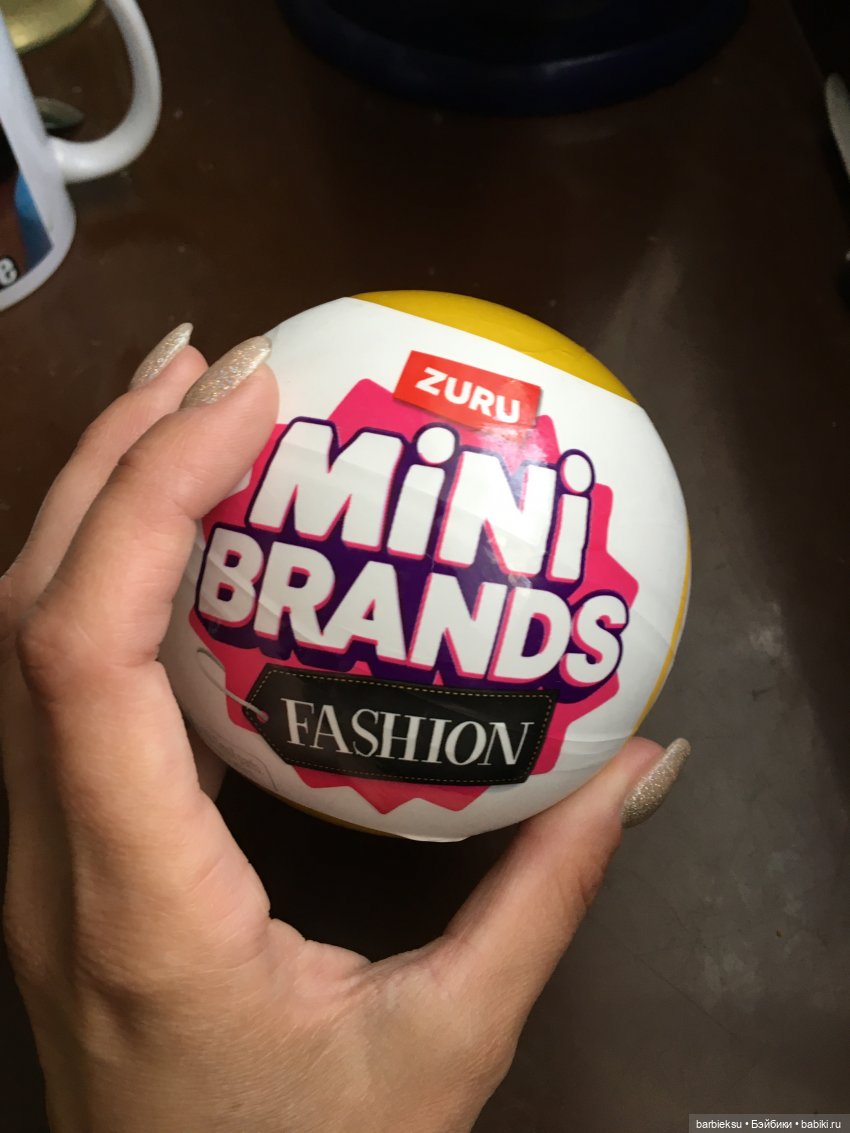 e
ZURU
MiNi
BRANDS
FASHION
barbieksu • Бэйбики • babiki.ru